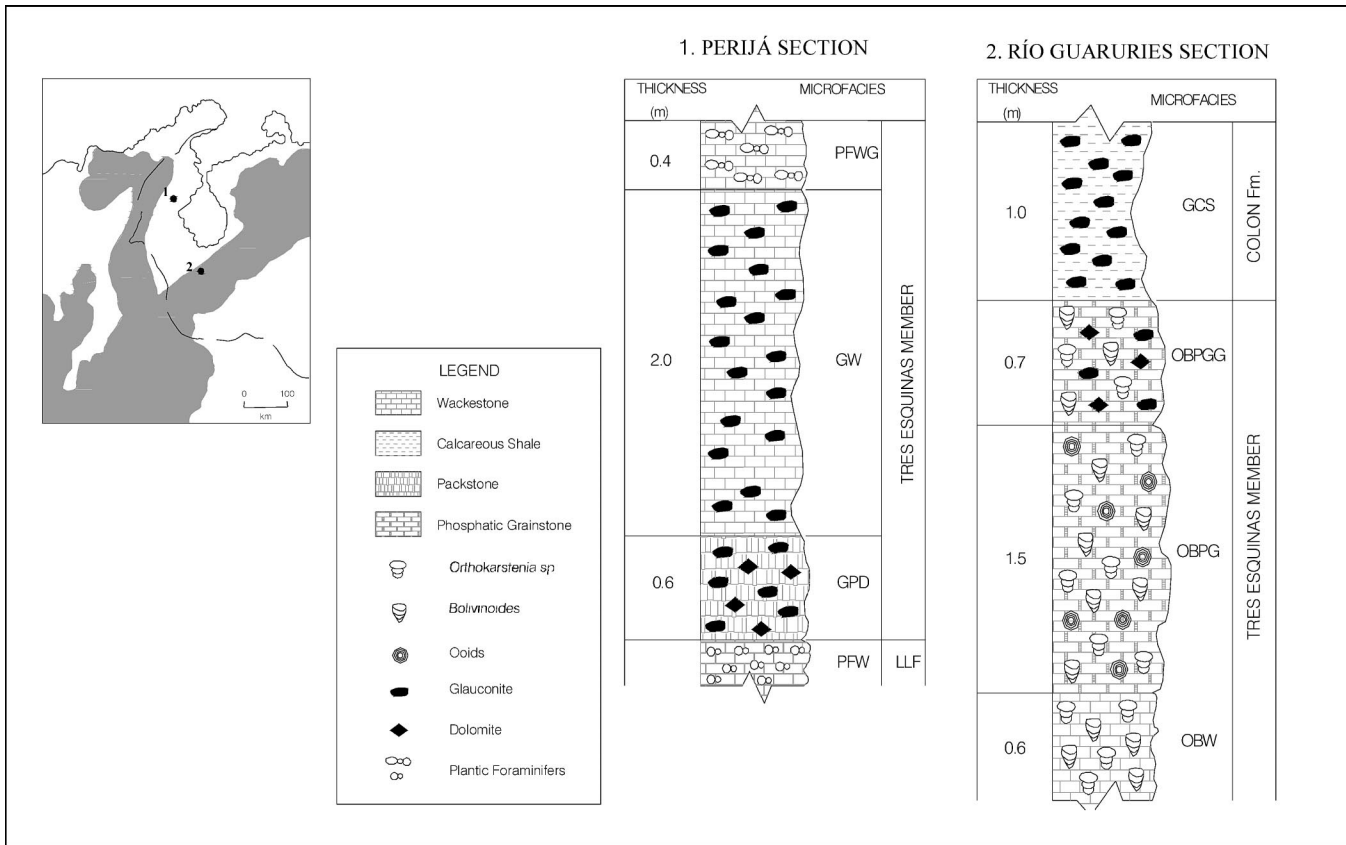 1. PERIJÁ SECTION
2. RÍO GUARURIES SECTION
1
2
0 100
km
LEGEND
Wackestone
Calcareous Shale
Packstone
Phosphatic Grainstone
Orthokarstenia sp
Bolivinoides
Ooids
Glauconite
Dolomite
Plantic Foraminifers
THICKNESS
(m)
MICROFACIES
0.4
PFWG
2.0
GW
0.6
GPD
PFW
LLF
TRES ESQUINAS MEMBER
THICKNESS
(m)
MICROFACIES
1.0
GCS
COLON Fm.
0.7
OBPGG
1.5
OBPG
0.6
OBW
TRES ESQUINAS MEMBER